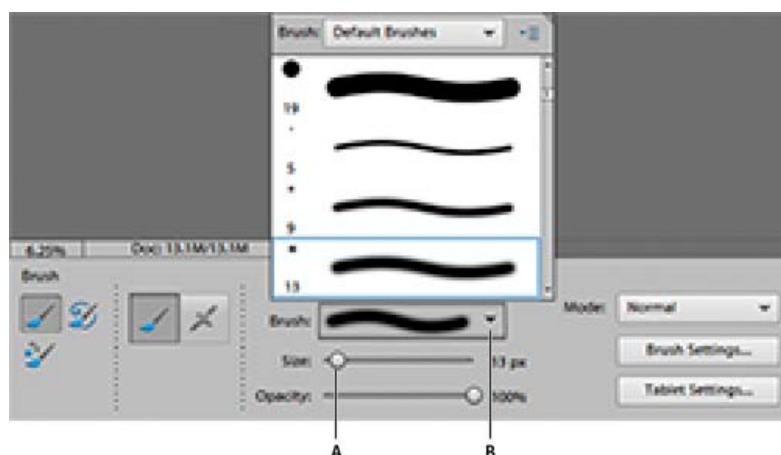 Brush: Default Brushes
19
5
9
13
6.25% Doc: 13.1M/13.1M
Brush
Brush:
Mode: Normal
Size: 13 px
Brush Settings...
Opacity: 100%
Tablet Settings...
A B